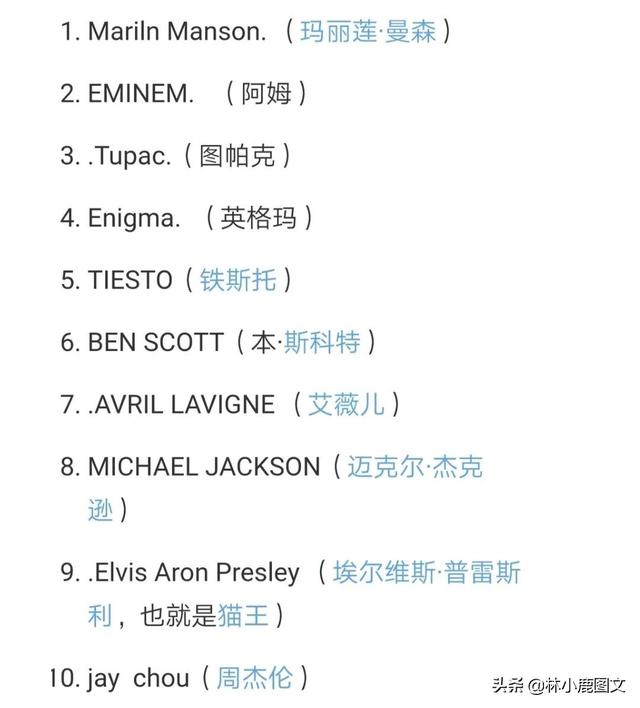 1. Mariln Manson.（玛丽莲·曼森）
2. EMINEM. （阿姆）
3. .Tupac.（图帕克）
4. Enigma. （英格玛）
5. TIESTO（铁斯托）
6. BEN SCOTT（本·斯科特）
7. .AVRIL LAVIGNE （艾薇儿）
8. MICHAEL JACKSON（迈克尔·杰克
逊）
9. .Elvis Aron Presley （埃尔维斯·普雷斯
利，也就是猫王）
10. jay  chou（周杰伦）
头条 @林小鹿图文